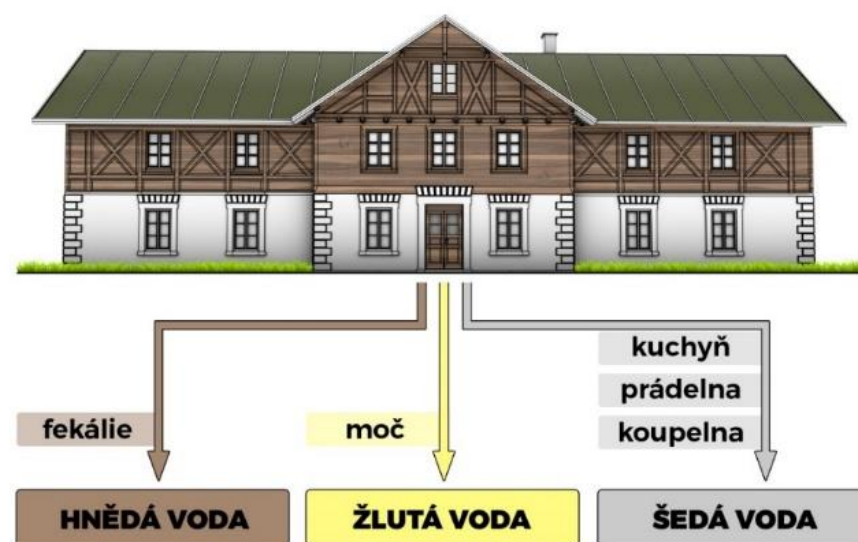 kuchyň
prádelna
koupelna
fekálie
moč
HNĚDÁ VODA
ŽLUTÁ VODA
ŠEDÁ VODA